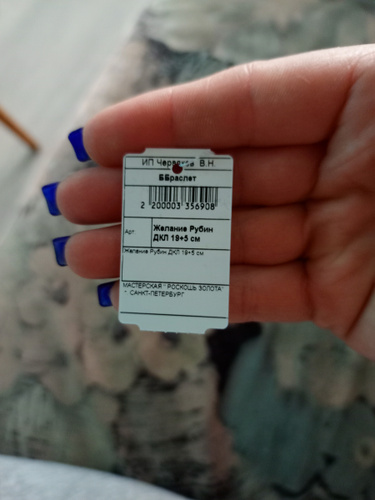 ИП В.Н.
ББраслет
2 200003 356908
Арт. Желание Рубин
ДКЛ 19+5 см
Желание Рубин ДКЛ 19+5 см
МАСТЕРСКАЯ " РОСКОШЬ ЗОЛОТА
" САНКТ-ПЕТЕРБУРГ